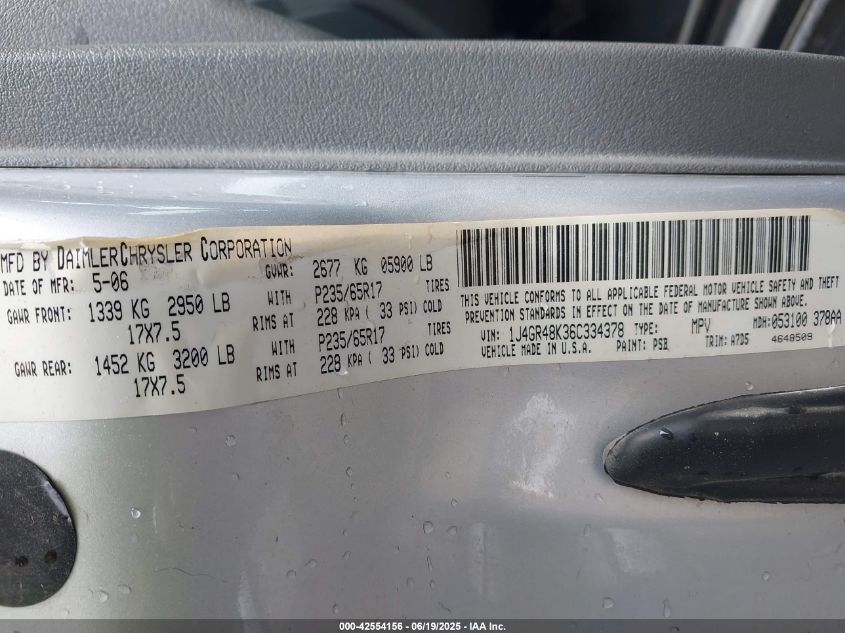 MFD BY DAIMLERCHRYSLER CORPORATION
DATE OF MFR: 5-06
GVWR: 2677 KG 05900 LB
GAWR FRONT: 1339 KG 2950 LB
WITH P235/65R17 TIRES
17X7.5 RIMS AT 228 KPA ( 33 PSI) COLD
GAWR REAR: 1452 KG 3200 LB
WITH P235/65R17 TIRES
17X7.5 RIMS AT 228 KPA ( 33 PSI) COLD
THIS VEHICLE CONFORMS TO ALL APPLICABLE FEDERAL MOTOR VEHICLE SAFETY AND THEFT
PREVENTION STANDARDS IN EFFECT ON THE DATE OF MANUFACTURE SHOWN ABOVE.
VIN: 1J4GR48K36C334378 TYPE: MPV MDH: 053100 378AA
VEHICLE MADE IN U.S.A. PAINT: PSB TRIM: A7D5 4648509
000-42554156 - 06/19/2025 - IAA Inc.